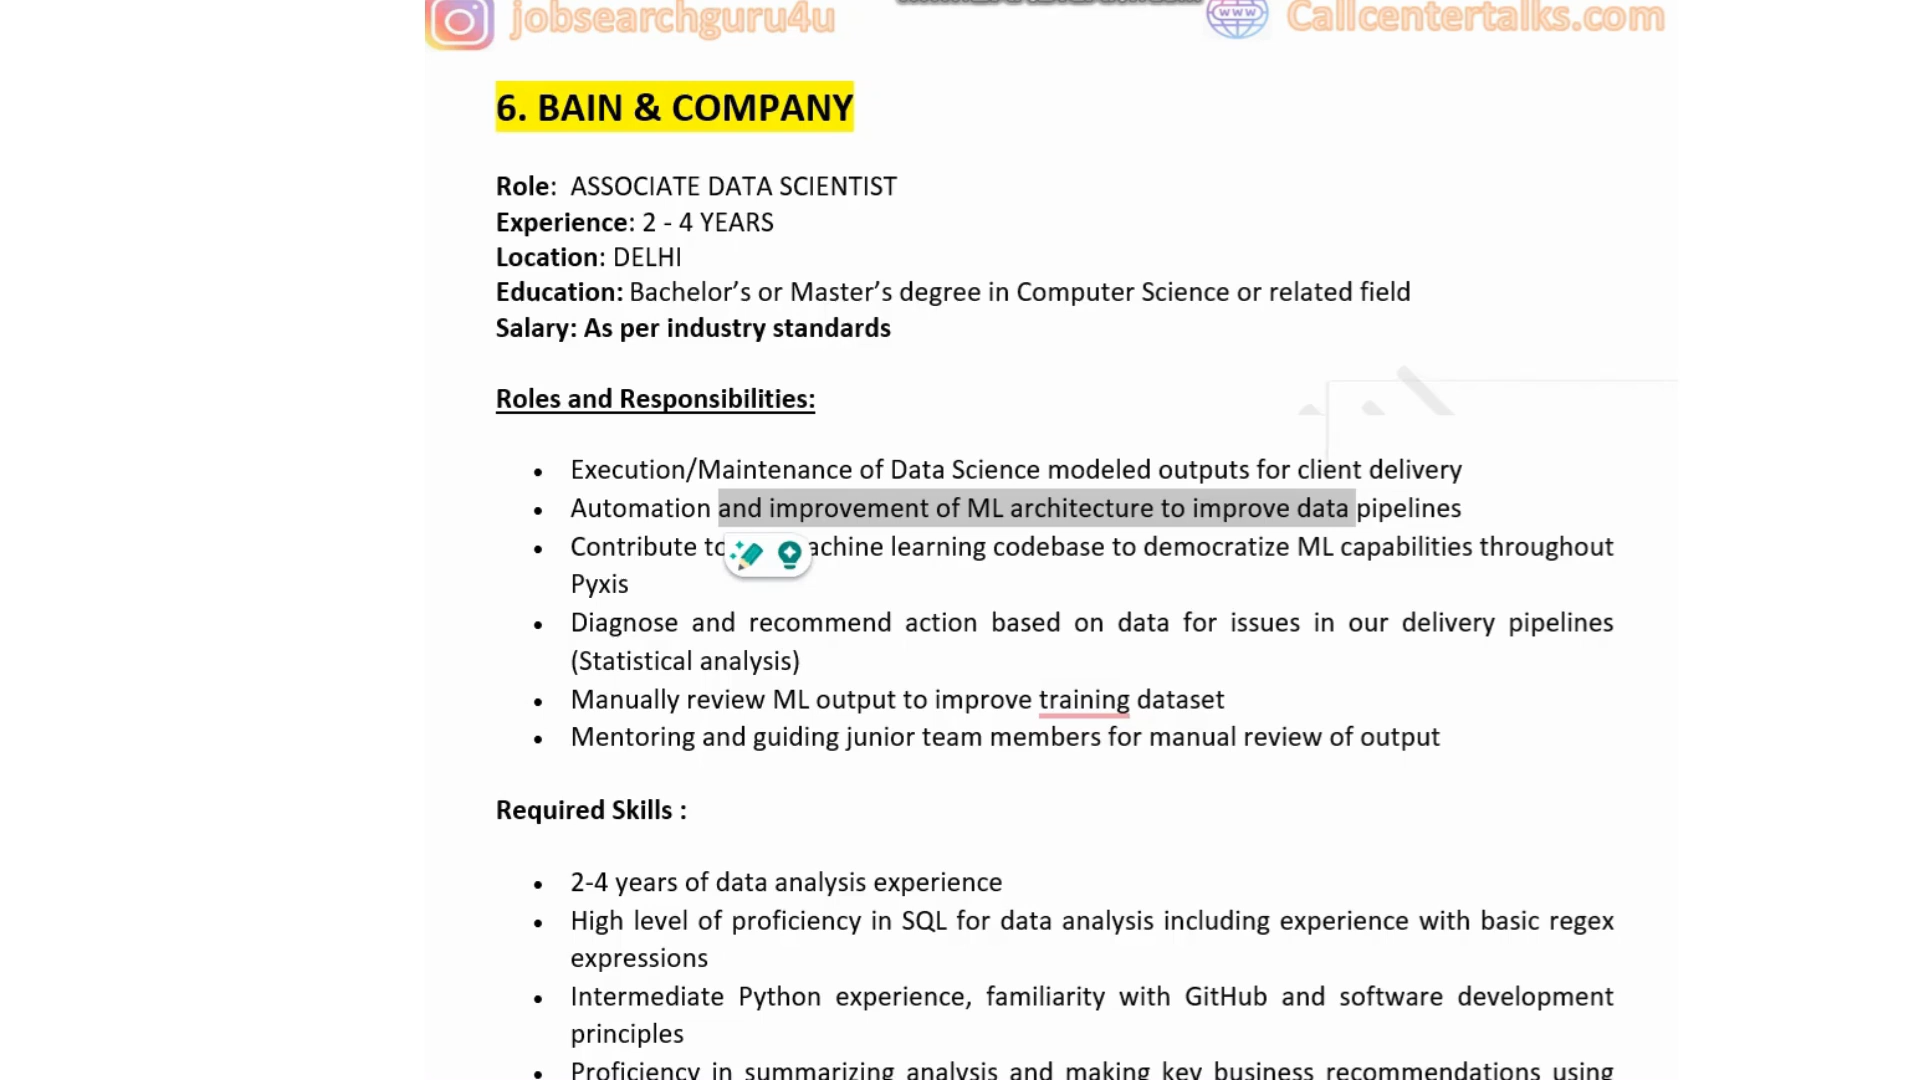 jobsearchguru4u
www
Callcentertalks.com
6. BAIN & COMPANY
Role: ASSOCIATE DATA SCIENTIST
Experience: 2 - 4 YEARS
Location: DELHI
Education: Bachelor’s or Master’s degree in Computer Science or related field
Salary: As per industry standards
Roles and Responsibilities:
• Execution/Maintenance of Data Science modeled outputs for client delivery
• Automation and improvement of ML architecture to improve data pipelines
• Contribute achine learning codebase to democratize ML capabilities throughout
Pyxis
• Diagnose and recommend action based on data for issues in our delivery pipelines
(Statistical analysis)
• Manually review ML output to improve training dataset
• Mentoring and guiding junior team members for manual review of output
Required Skills :
• 2-4 years of data analysis experience
• High level of proficiency in SQL for data analysis including experience with basic regex
expressions
• Intermediate Python experience, familiarity with GitHub and software development
principles
• Proficiency in summarizing analysis and making key business recommendations using